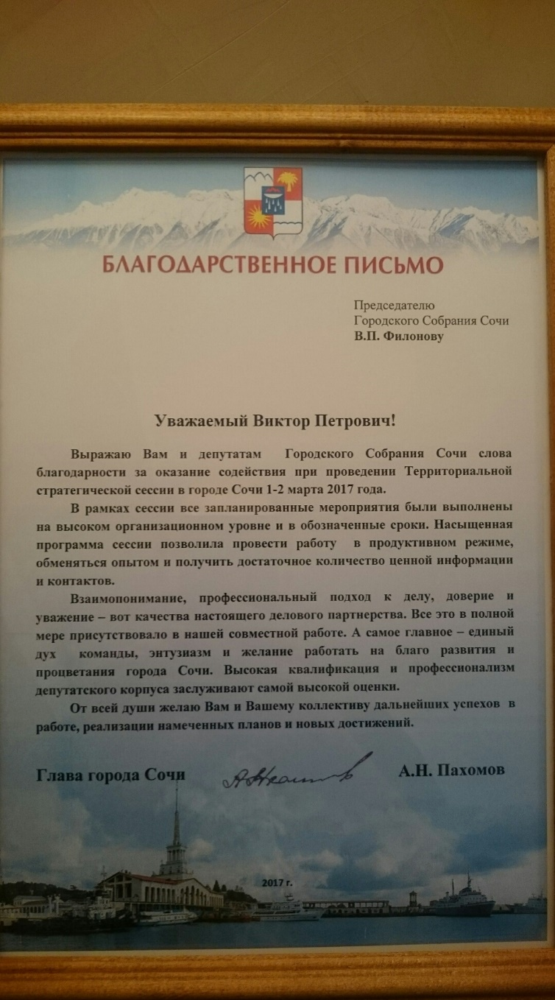 БЛАГОДАРСТВЕННОЕ ПИСЬМО
Председателю
Городского Собрания Сочи
В.П. Филонову
Уважаемый Виктор Петрович!
Выражаю Вам и депутатам Городского Собрания Сочи слова
благодарности за оказание содействия при проведении Территориальной
стратегической сессии в городе Сочи 1-2 марта 2017 года.
В рамках сессии все запланированные мероприятия были выполнены
на высоком организационном уровне и в обозначенные сроки. Насыщенная
программа сессии позволила провести работу в продуктивном режиме,
обменяться опытом и получить достаточное количество ценной информации
и контактов.
Взаимопонимание, профессиональный подход к делу, доверие и
уважение – вот качества настоящего делового партнерства. Все это в полной
мере присутствовало в нашей совместной работе. А самое главное – единый
дух команды, энтузиазм и желание работать на благо развития и
процветания города Сочи. Высокая квалификация и профессионализм
депутатского корпуса заслуживают самой высокой оценки.
От всей души желаю Вам и Вашему коллективу дальнейших успехов в
работе, реализации намеченных планов и новых достижений.
Глава города Сочи А.Н. Пахомов
2017 г.